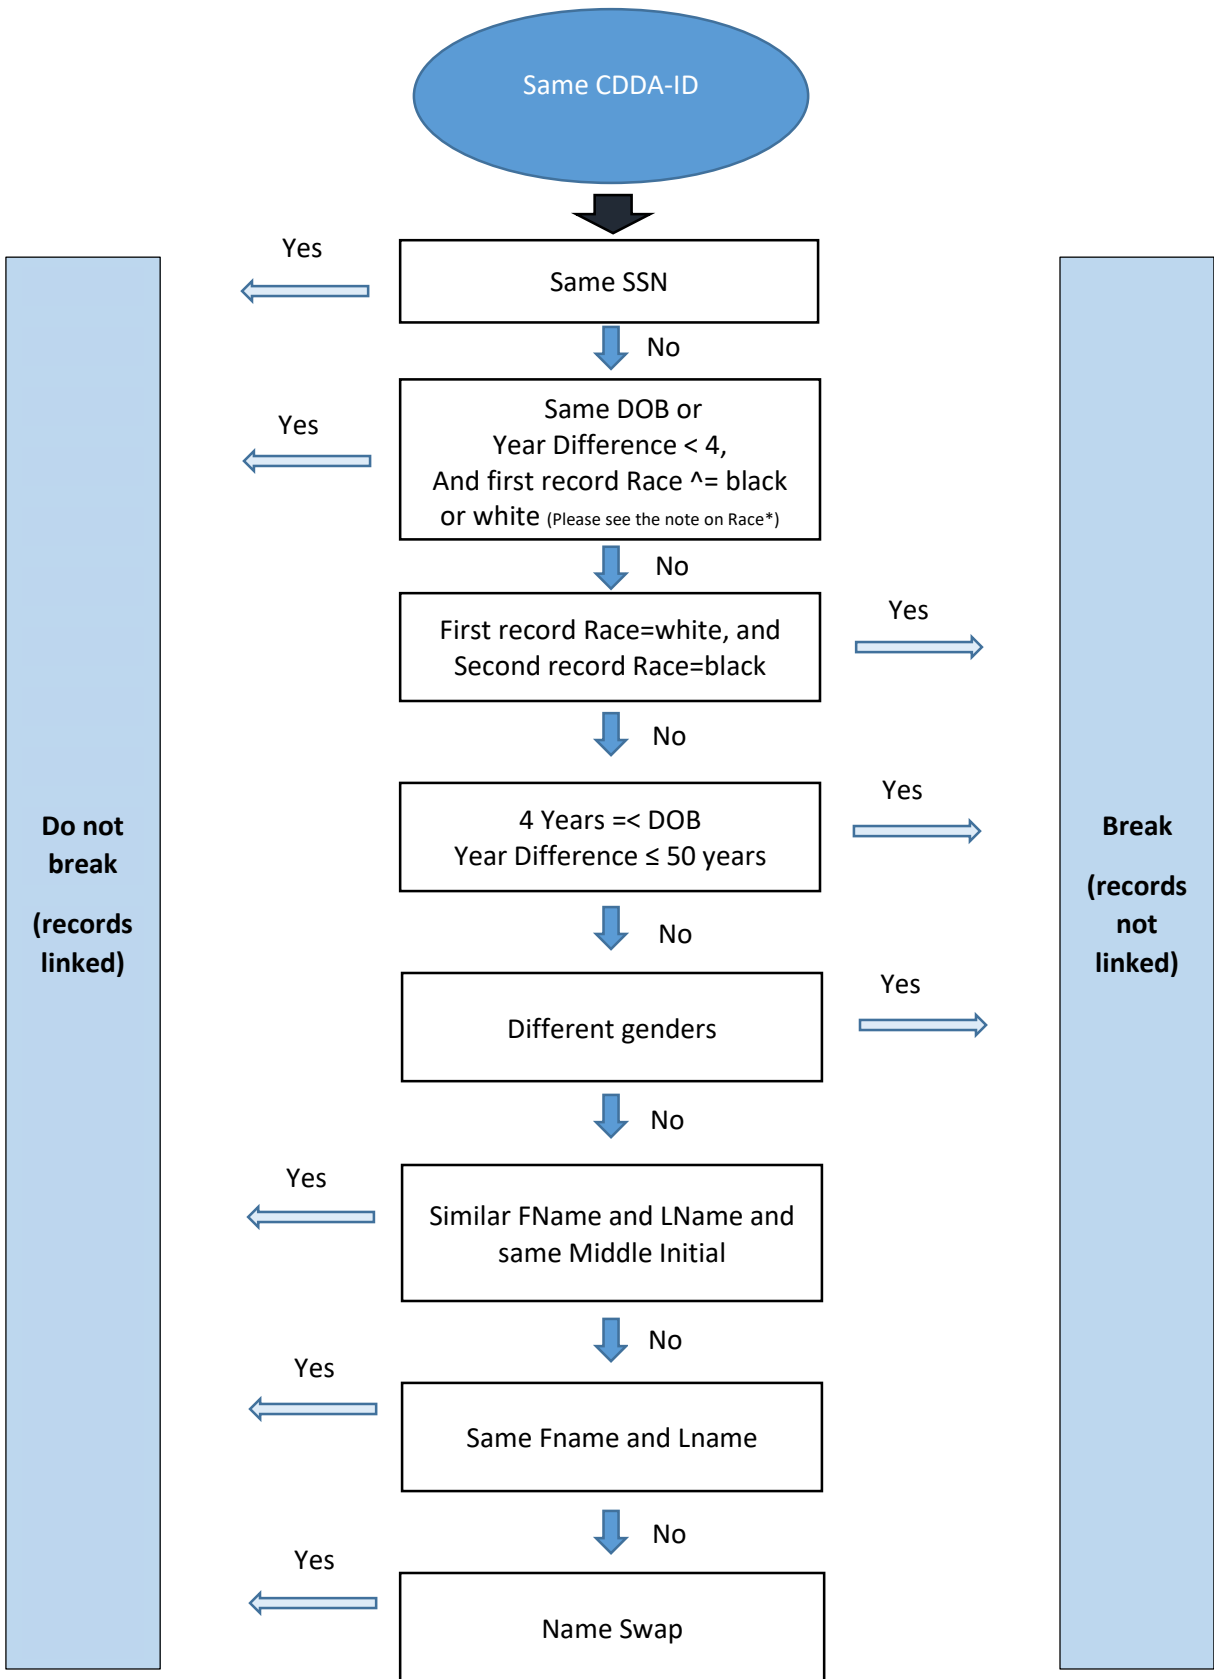 Same CDDA-ID
Yes
Same SSN
No
Yes
Same DOB or
Year Difference < 4,
And first record Race ^= black
or white (Please see the note on Race*)
No
Yes
First record Race=white, and
Second record Race=black
No
Yes
4 Years =< DOB
Year Difference ≤ 50 years
Do not
break
(records
linked)
Break
(records
not
linked)
No
Yes
Different genders
No
Yes
Similar FName and LName and
same Middle Initial
No
Yes
Same Fname and Lname
No
Yes
Name Swap